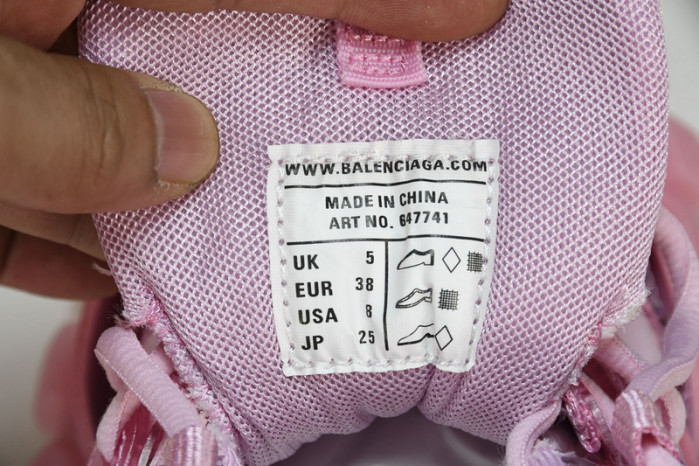 WWW.BALENCIAGA.COM
MADE IN CHINA
ART NO. 647741
UK 5
EUR 38
USA 8
JP 25